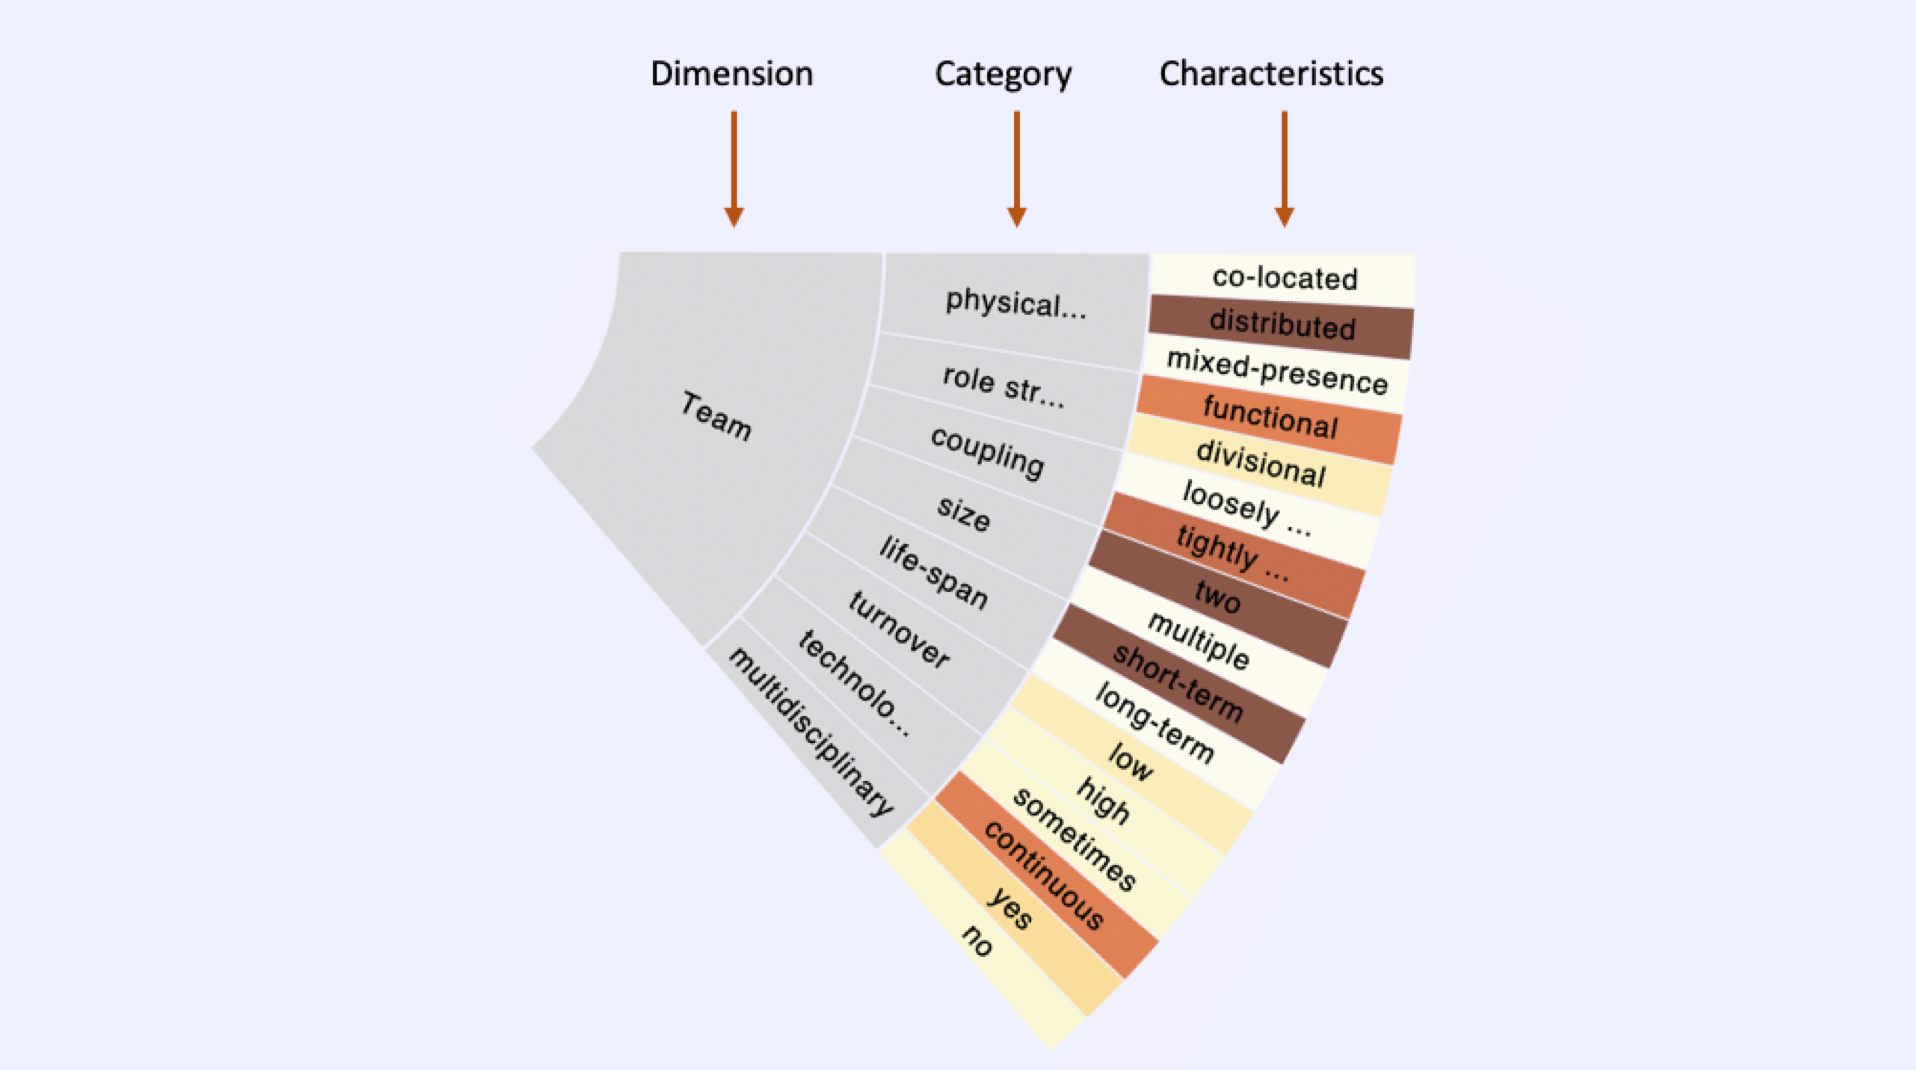 Dimension
Category
Characteristics
Team
physical...
role str...
coupling
size
life-span
turnover
technolo...
multidisciplinary
co-located
distributed
mixed-presence
functional
divisional
loosely ...
tightly ...
two
multiple
short-term
long-term
low
high
sometimes
continuous
yes
no